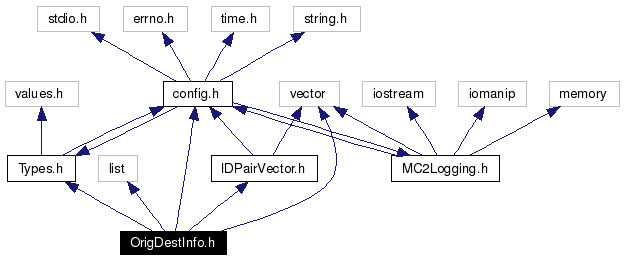 stdio.h errno.h time.h string.h
values.h config.h vector iostream iomanip memory
Types.h list IDPairVector.h MC2Logging.h
OrigDestInfo.h